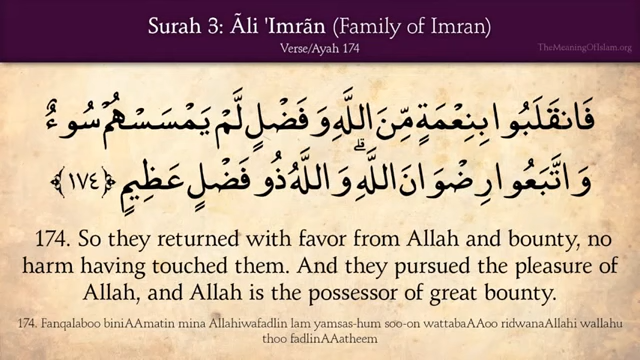 Surah 3: Ãli 'Imrãn (Family of Imran)
Verse/Ayah 174
TheMeaningOfIslam.org
فَانقَلَبُوا بِنِعْمَةٍ مِّنَ اللَّهِ وَفَضْلٍ لَّمْ يَمْسَسْهُمْ سُوءٌ
وَاتَّبَعُوا رِضْوَانَ اللَّهِ ۗ وَاللَّهُ ذُو فَضْلٍ عَظِيمٍ ﴿١٧٤﴾
174. So they returned with favor from Allah and bounty, no
harm having touched them. And they pursued the pleasure of
Allah, and Allah is the possessor of great bounty.
174. Fanqalaboo biniAAmatin mina Allahiwafadlin lam yamsas-hum soo-on wattabaAAoo ridwanaAllahi wallahu
thoo fadlinAAatheem